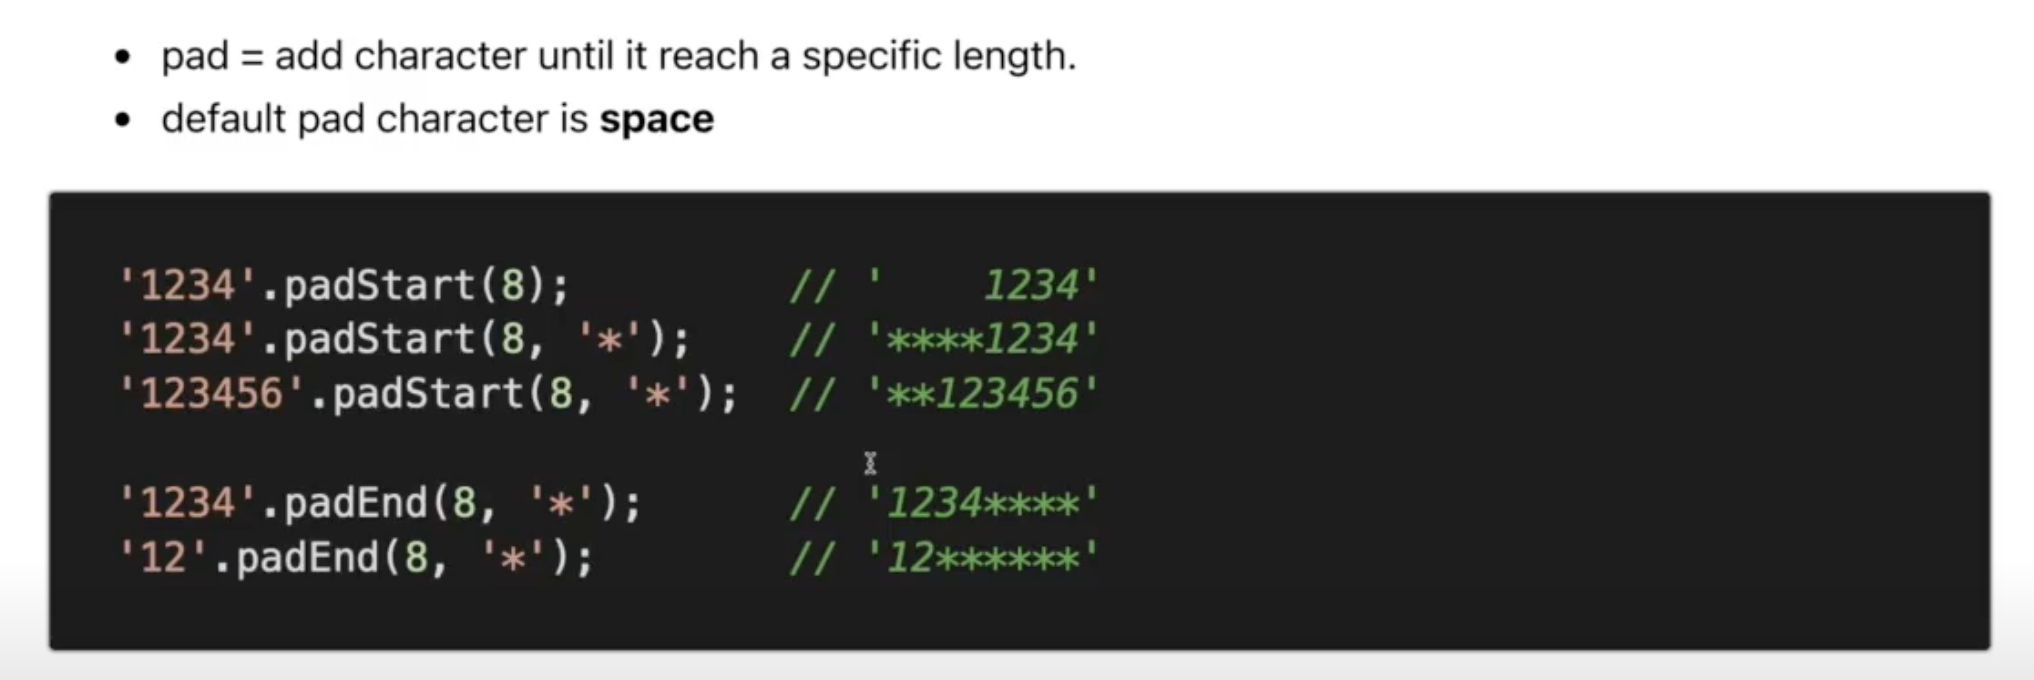 • pad = add character until it reach a specific length.
• default pad character is space
'1234'.padStart(8);         // '    1234'
'1234'.padStart(8, '*');    // '****1234'
'123456'.padStart(8, '*');  // '**123456'
'1234'.padEnd(8, '*');      // '1234****'
'12'.padEnd(8, '*');        // '12******'